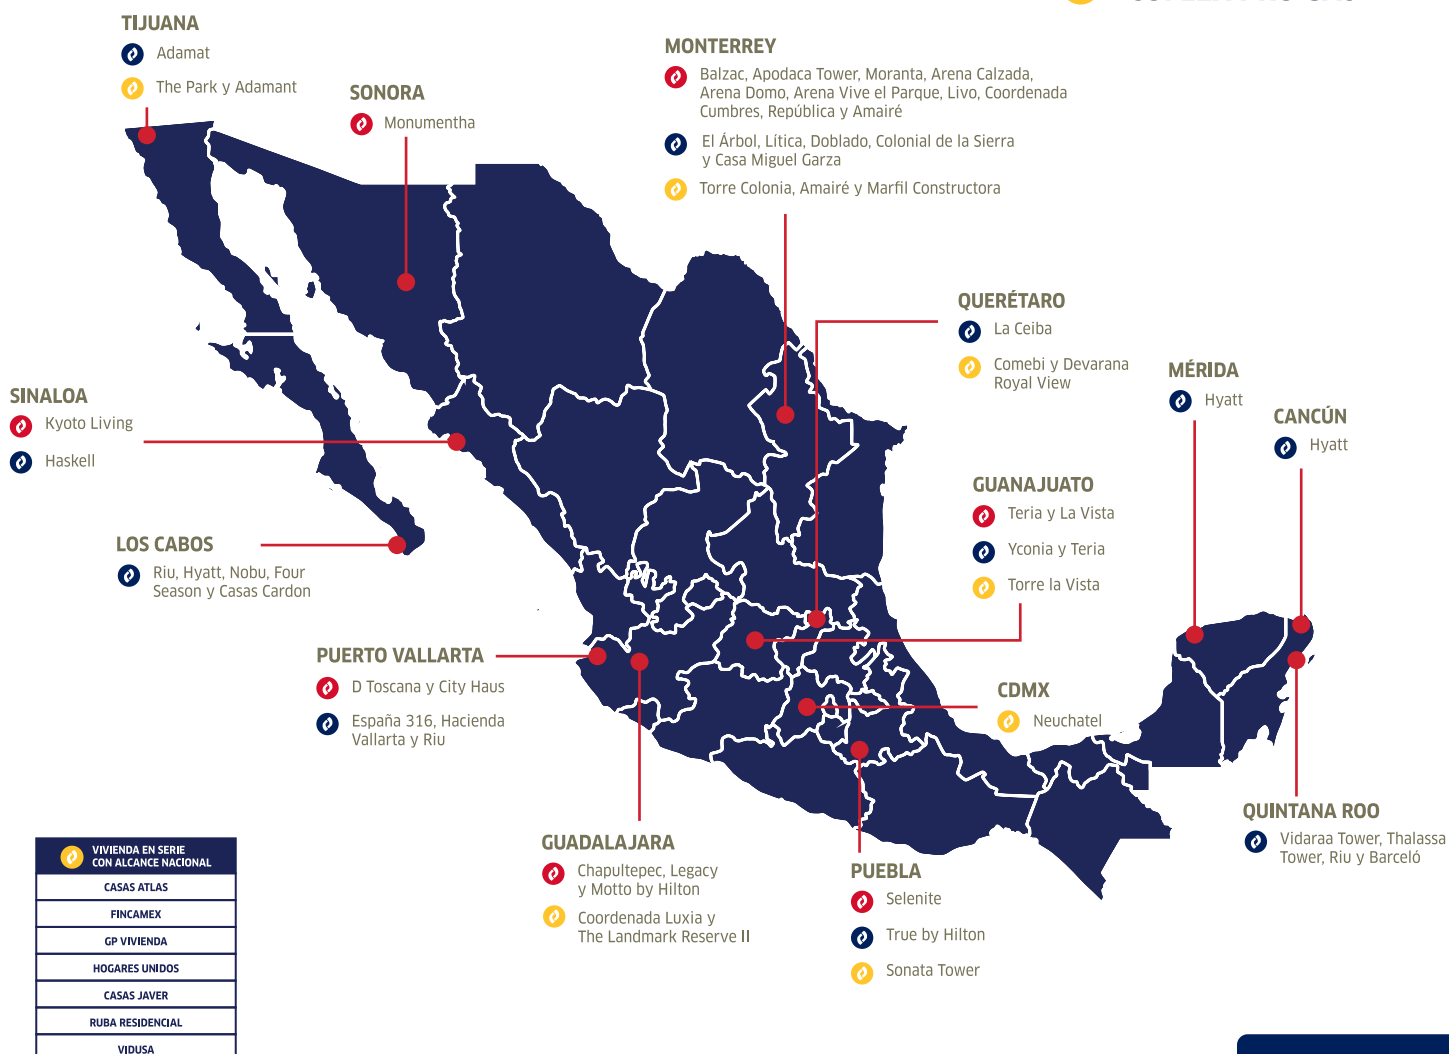 TIJUANA
Adamat
The Park y Adamant
SONORA
Monumentha
MONTERREY
Balzac, Apodaca Tower, Moranta, Arena Calzada,
Arena Domo, Arena Vive el Parque, Livo, Coordenada
Cumbres, República y Amairé
El Árbol, Lítica, Doblado, Colonial de la Sierra
y Casa Miguel Garza
Torre Colonia, Amairé y Marfil Constructora
QUERÉTARO
La Ceiba
Comebi y Devarana
Royal View
MÉRIDA
Hyatt
CANCÚN
Hyatt
SINALOA
Kyoto Living
Haskell
GUANAJUATO
Teria y La Vista
Yconia y Teria
Torre la Vista
LOS CABOS
Riu, Hyatt, Nobu, Four
Season y Casas Cardon
PUERTO VALLARTA
D Toscana y City Haus
España 316, Hacienda
Vallarta y Riu
CDMX
Neuchatel
QUINTANA ROO
Vidaraa Tower, Thalassa
Tower, Riu y Barceló
GUADALAJARA
Chapultepec, Legacy
y Motto by Hilton
Coordenada Luxia y
The Landmark Reserve II
PUEBLA
Selenite
True by Hilton
Sonata Tower
VIVIENDA EN SERIE
CON ALCANCE NACIONAL
CASAS ATLAS
FINCAMEX
GP VIVIENDA
HOGARES UNIDOS
CASAS JAVER
RUBA RESIDENCIAL
VIDUSA